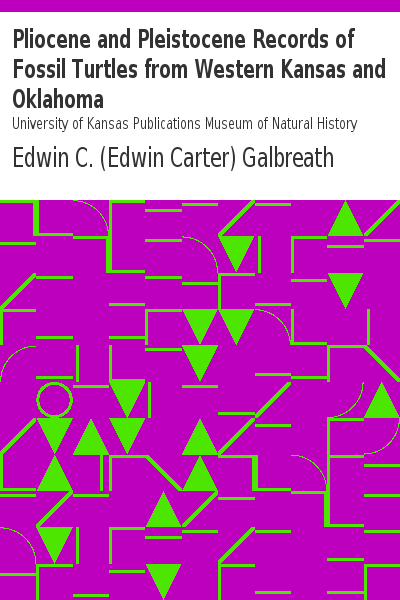 Pliocene and Pleistocene Records of
Fossil Turtles from Western Kansas and
Oklahoma
University of Kansas Publications Museum of Natural History
Edwin C. (Edwin Carter) Galbreath